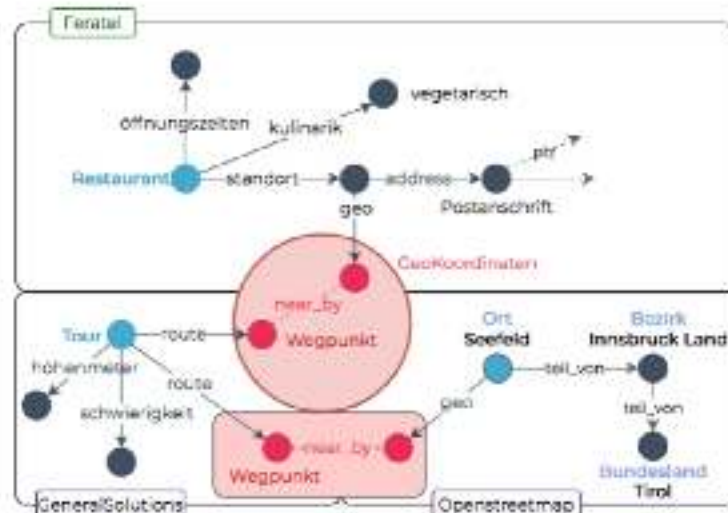 Feratel
öffnungszeiten
kulinarik
vegetarisch
Restaurant
standort
address
geo
Postanschrift
GeoKoordinaten
near_by
Wegpunkt
Tour
route
höhenmeter
route
schwierigkeit
Ort
Seefeld
Bezirk
Innsbruck Land
teil_von
geo
teil_von
near_by
Wegpunkt
Bundesland
Tirol
GeneralSolutions
Openstreetmap